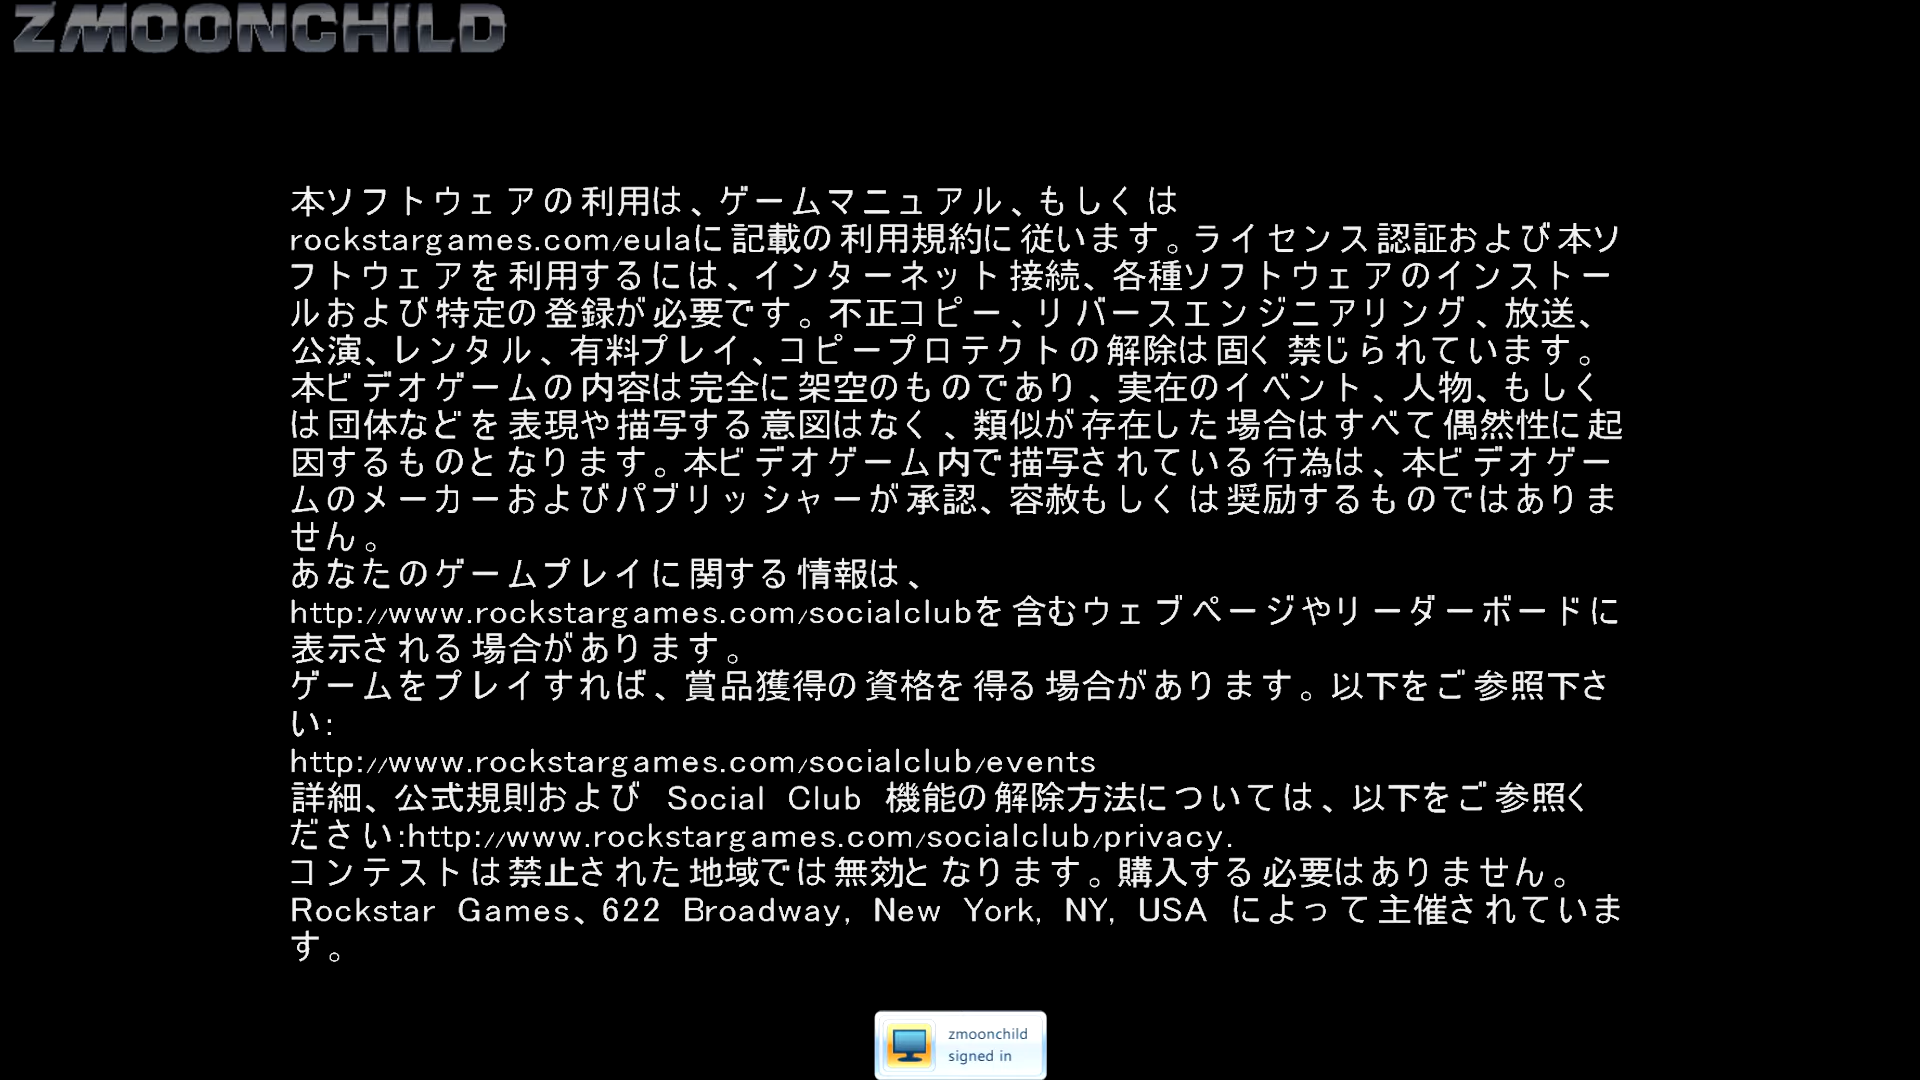 ZMOONCHILD
本ソフトウェアの利用は、ゲームマニュアル、もしくは
rockstargames.com/eulaに記載の利用規約に従います。ライセンス認証および本ソ
フトウェアを利用するには、インターネット接続、各種ソフトウェアのインストー
ルおよび特定の登録が必要です。不正コピー、リバースエンジニアリング、放送、
公演、レンタル、有料プレイ、コピープロテクトの解除は固く禁じられています。
本ビデオゲームの内容は完全に架空のものであり、実在のイベント、人物、もしく
は団体などを表現や描写する意図はなく、類似が存在した場合はすべて偶然性に起
因するものとなります。本ビデオゲーム内で描写されている行為は、本ビデオゲー
ムのメーカーおよびパブリッシャーが承認、容赦もしくは奨励するものではありま
せん。
あなたのゲームプレイに関する情報は、
http://www.rockstargames.com/socialclubを含むウェブページやリーダーボードに
表示される場合があります。
ゲームをプレイすれば、賞品獲得の資格を得る場合があります。以下をご参照下さ
い:
http://www.rockstargames.com/socialclub/events
詳細、公式規則および Social Club 機能の解除方法については、以下をご参照く
ださい:http://www.rockstargames.com/socialclub/privacy.
コンテストは禁止された地域では無効となります。購入する必要はありません。
Rockstar Games、622 Broadway, New York, NY, USA によって主催されていま
す。
zmoonchild
signed in